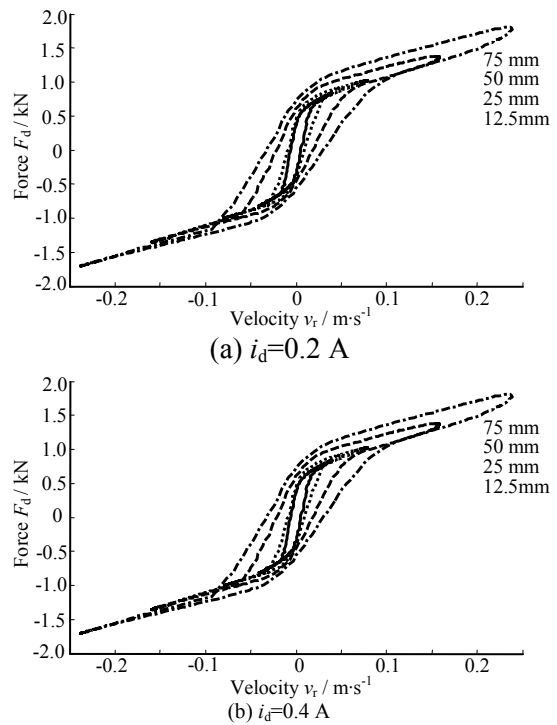 2.0
1.5
1.0
0.5
0
-0.5
-1.0
-1.5
2.0
Force Fd / kN
75 mm
50 mm
25 mm
12.5mm
-0.2 -0.1 0 0.1 0.2
Velocity vr / m·s-1
(a) id=0.2 A
2.0
1.5
1.0
0.5
0
-0.5
-1.0
-1.5
2.0
Force Fd / kN
75 mm
50 mm
25 mm
12.5mm
-0.2 -0.1 0 0.1 0.2
Velocity vr / m·s-1
(b) id=0.4 A